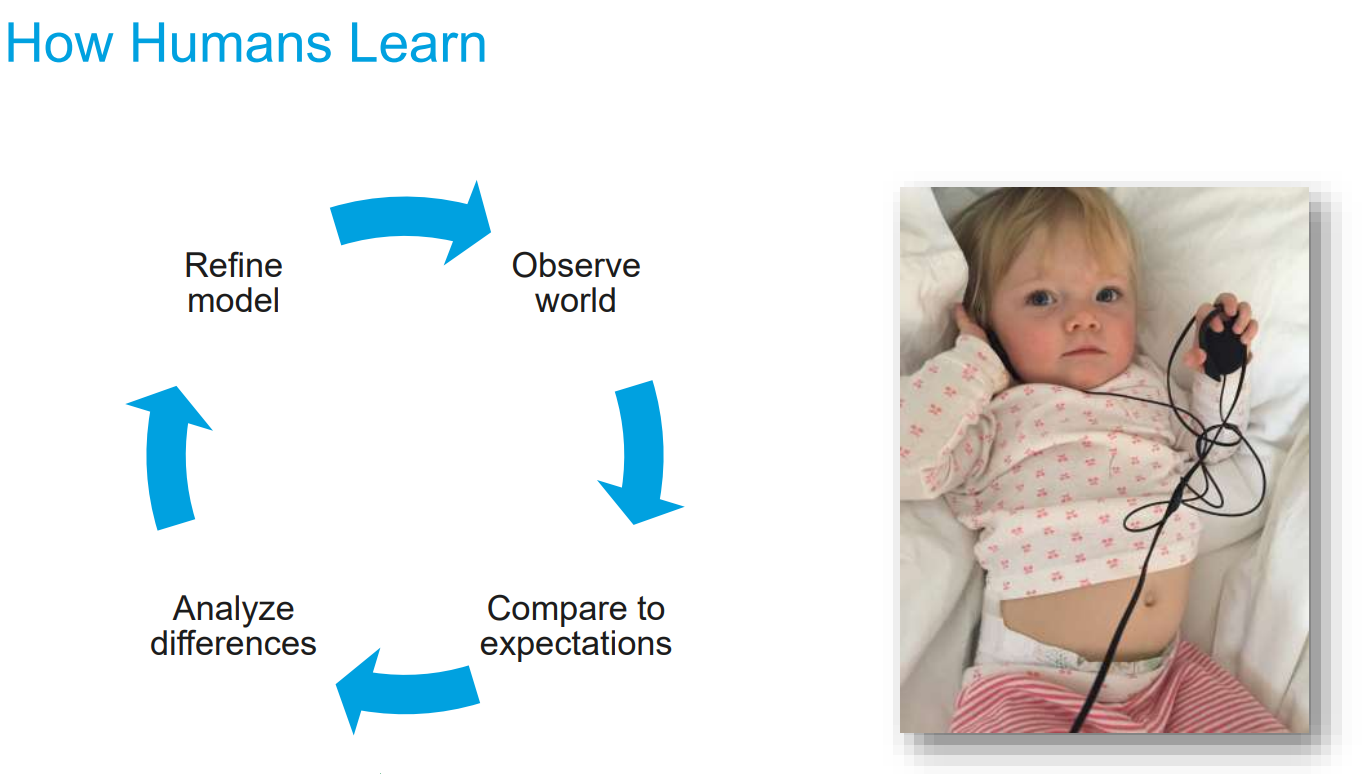 How Humans Learn
Refine
model
Observe
world
Analyze
differences
Compare to
expectations